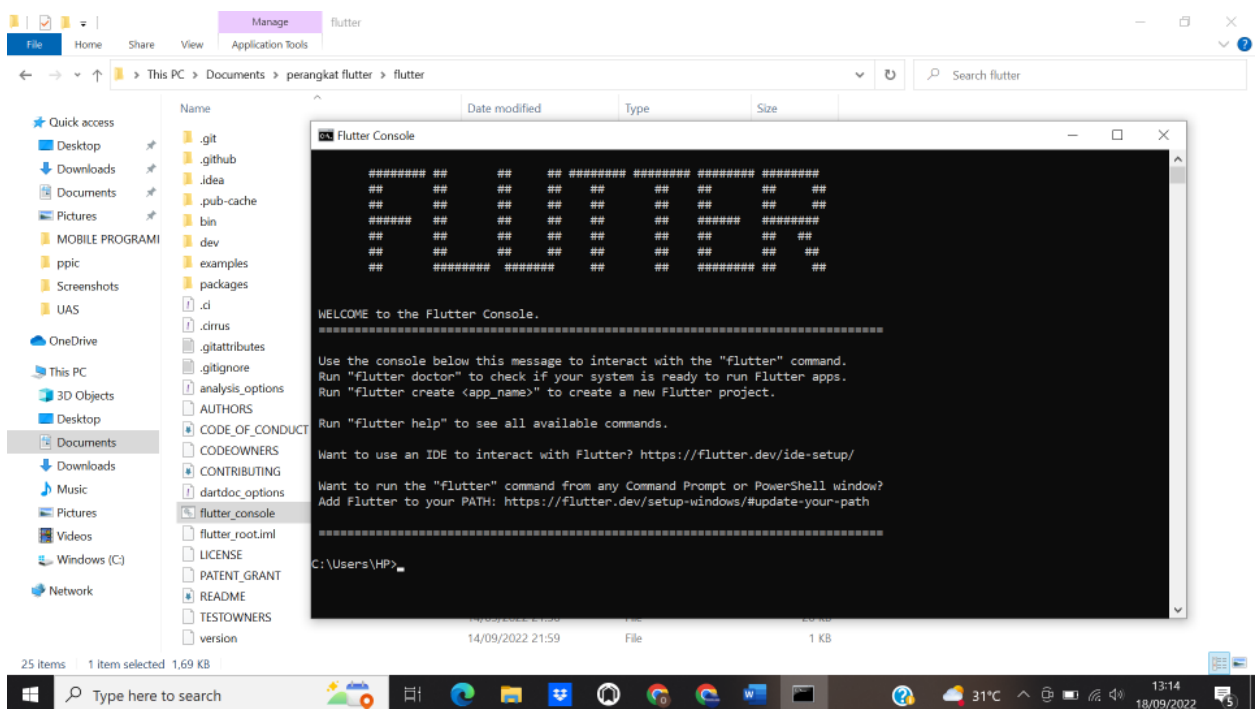 Manage flutter
File Home Share View Application Tools
This PC > Documents > perangkat flutter > flutter
Search flutter
Name Date modified Type Size
Quick access
Desktop
Downloads
Documents
Pictures
MOBILE PROGRAMI
ppic
Screenshots
UAS
OneDrive
This PC
3D Objects
Desktop
Documents
Downloads
Music
Pictures
Videos
Windows (C:)
Network
.git
.github
.idea
.pub-cache
bin
dev
examples
packages
.ci
.cirrus
.gitattributes
.gitignore
analysis_options
AUTHORS
CODE_OF_CONDUCT
CODEOWNERS
CONTRIBUTING
dartdoc_options
flutter_console
flutter_root.iml
LICENSE
PATENT_GRANT
README
TESTOWNERS
version 14/09/2022 21:59 File 1 KB
Flutter Console
FLUTTER
WELCOME to the Flutter Console.
================================================================================
Use the console below this message to interact with the "flutter" command.
Run "flutter doctor" to check if your system is ready to run Flutter apps.
Run "flutter create <app_name>" to create a new Flutter project.
Run "flutter help" to see all available commands.
Want to use an IDE to interact with Flutter? https://flutter.dev/ide-setup/
Want to run the "flutter" command from any Command Prompt or PowerShell window?
Add Flutter to your PATH: https://flutter.dev/setup-windows/#update-your-path
================================================================================
C:\Users\HP>_
25 items 1 item selected 1,69 KB
Type here to search
31°C
13:14
18/09/2022
5